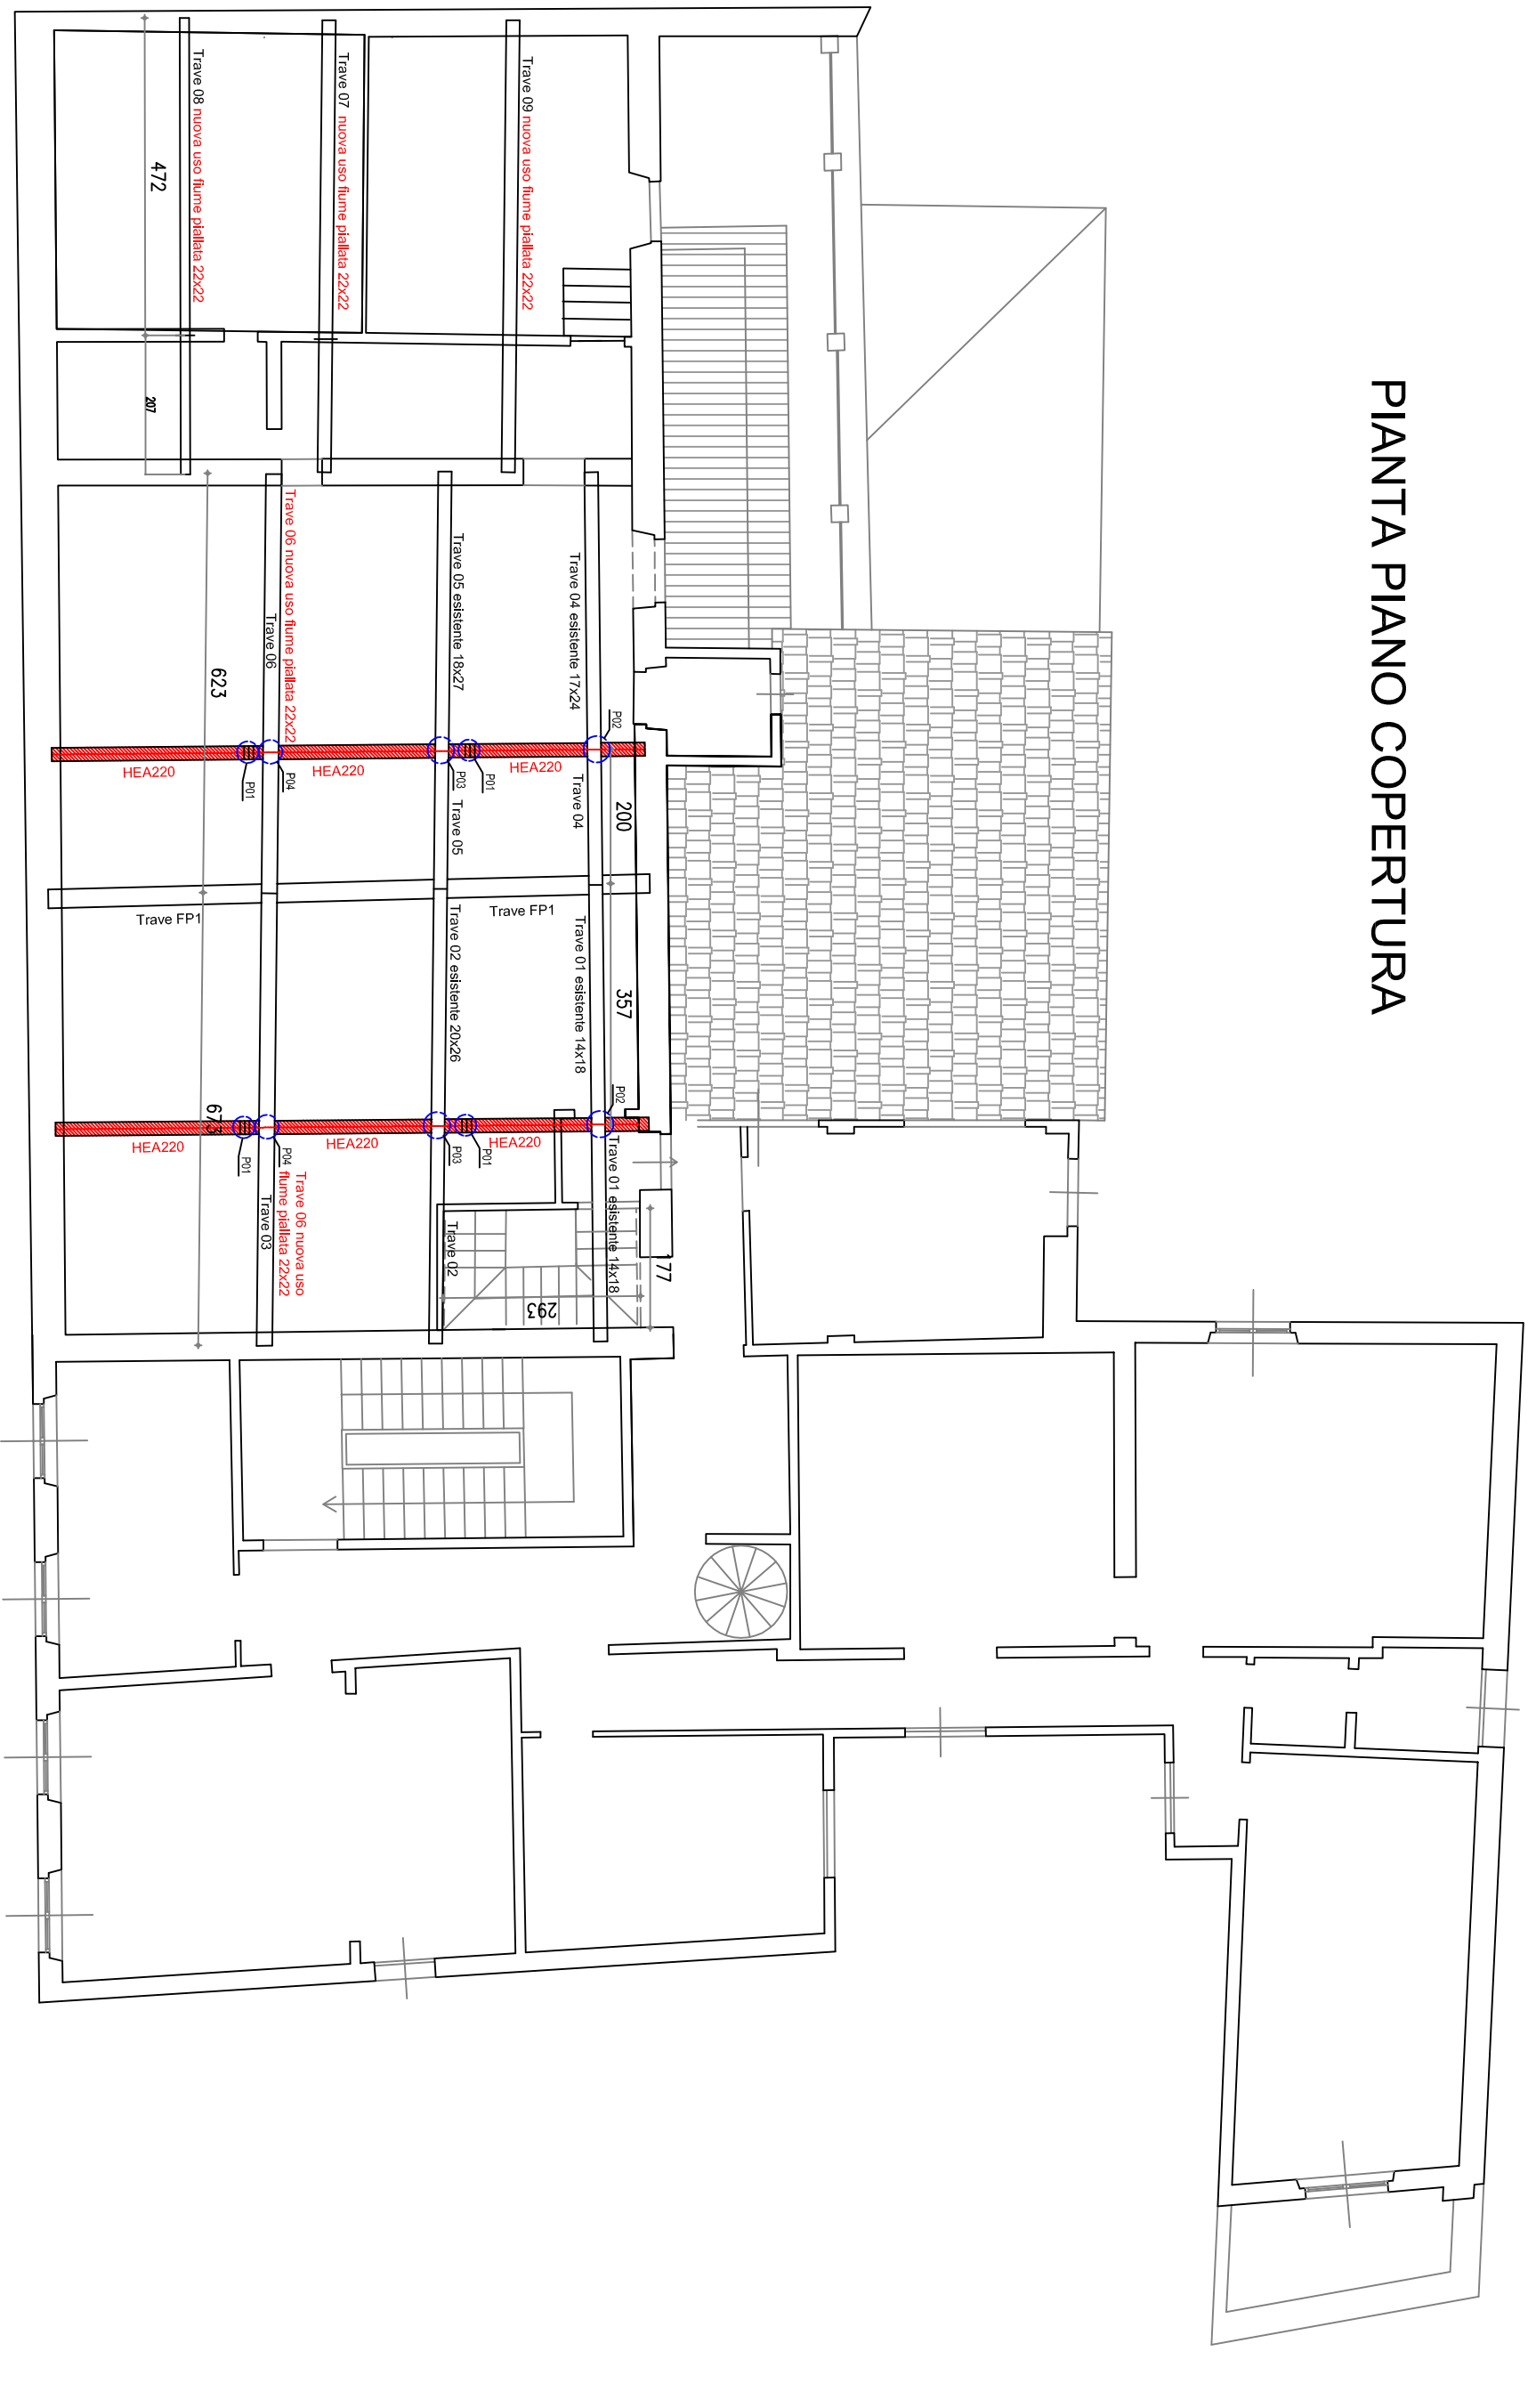 PIANTA PIANO COPERTURA
Trave 08 nuova uso fiume piallata 22x22
Trave 07 nuova uso fiume piallata 22x22
Trave 09 nuova uso fiume piallata 22x22
472
207
Trave 06 nuova uso fiume piallata 22x22
Trave 06
Trave 05 esistente 18x27
Trave 04 esistente 17x24
623
P02
HEA220
HEA220
HEA220
P01
P04
P03
P01
Trave 05
Trave 04
200
Trave FP1
Trave FP1
Trave 02 esistente 20x26
Trave 01 esistente 14x18
357
673
P02
HEA220
HEA220
HEA220
P01
P04
P03
P01
Trave 06 nuova uso
fiume piallata 22x22
Trave 03
Trave 02
Trave 01 esistente 14x18
177
293